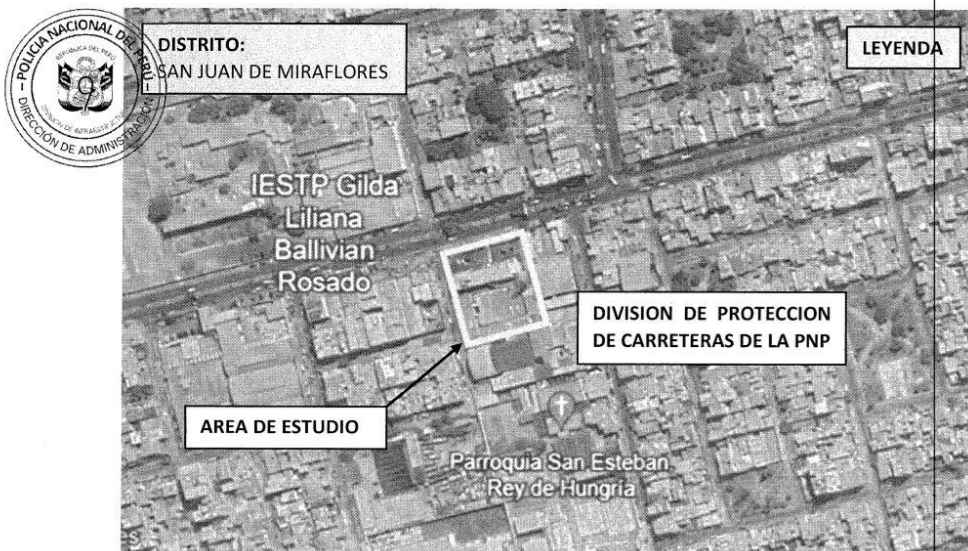 POLICIA NACIONAL DEL PERÚ
REPÚBLICA DEL PERÚ
DIRECCIÓN DE ADMINISTRACIÓN
DISTRITO:
SAN JUAN DE MIRAFLORES
LEYENDA
IESTP Gilda
Liliana
Ballivian
Rosado
DIVISION DE PROTECCION
DE CARRETERAS DE LA PNP
AREA DE ESTUDIO
Parroquia San Esteban
Rey de Hungría
es